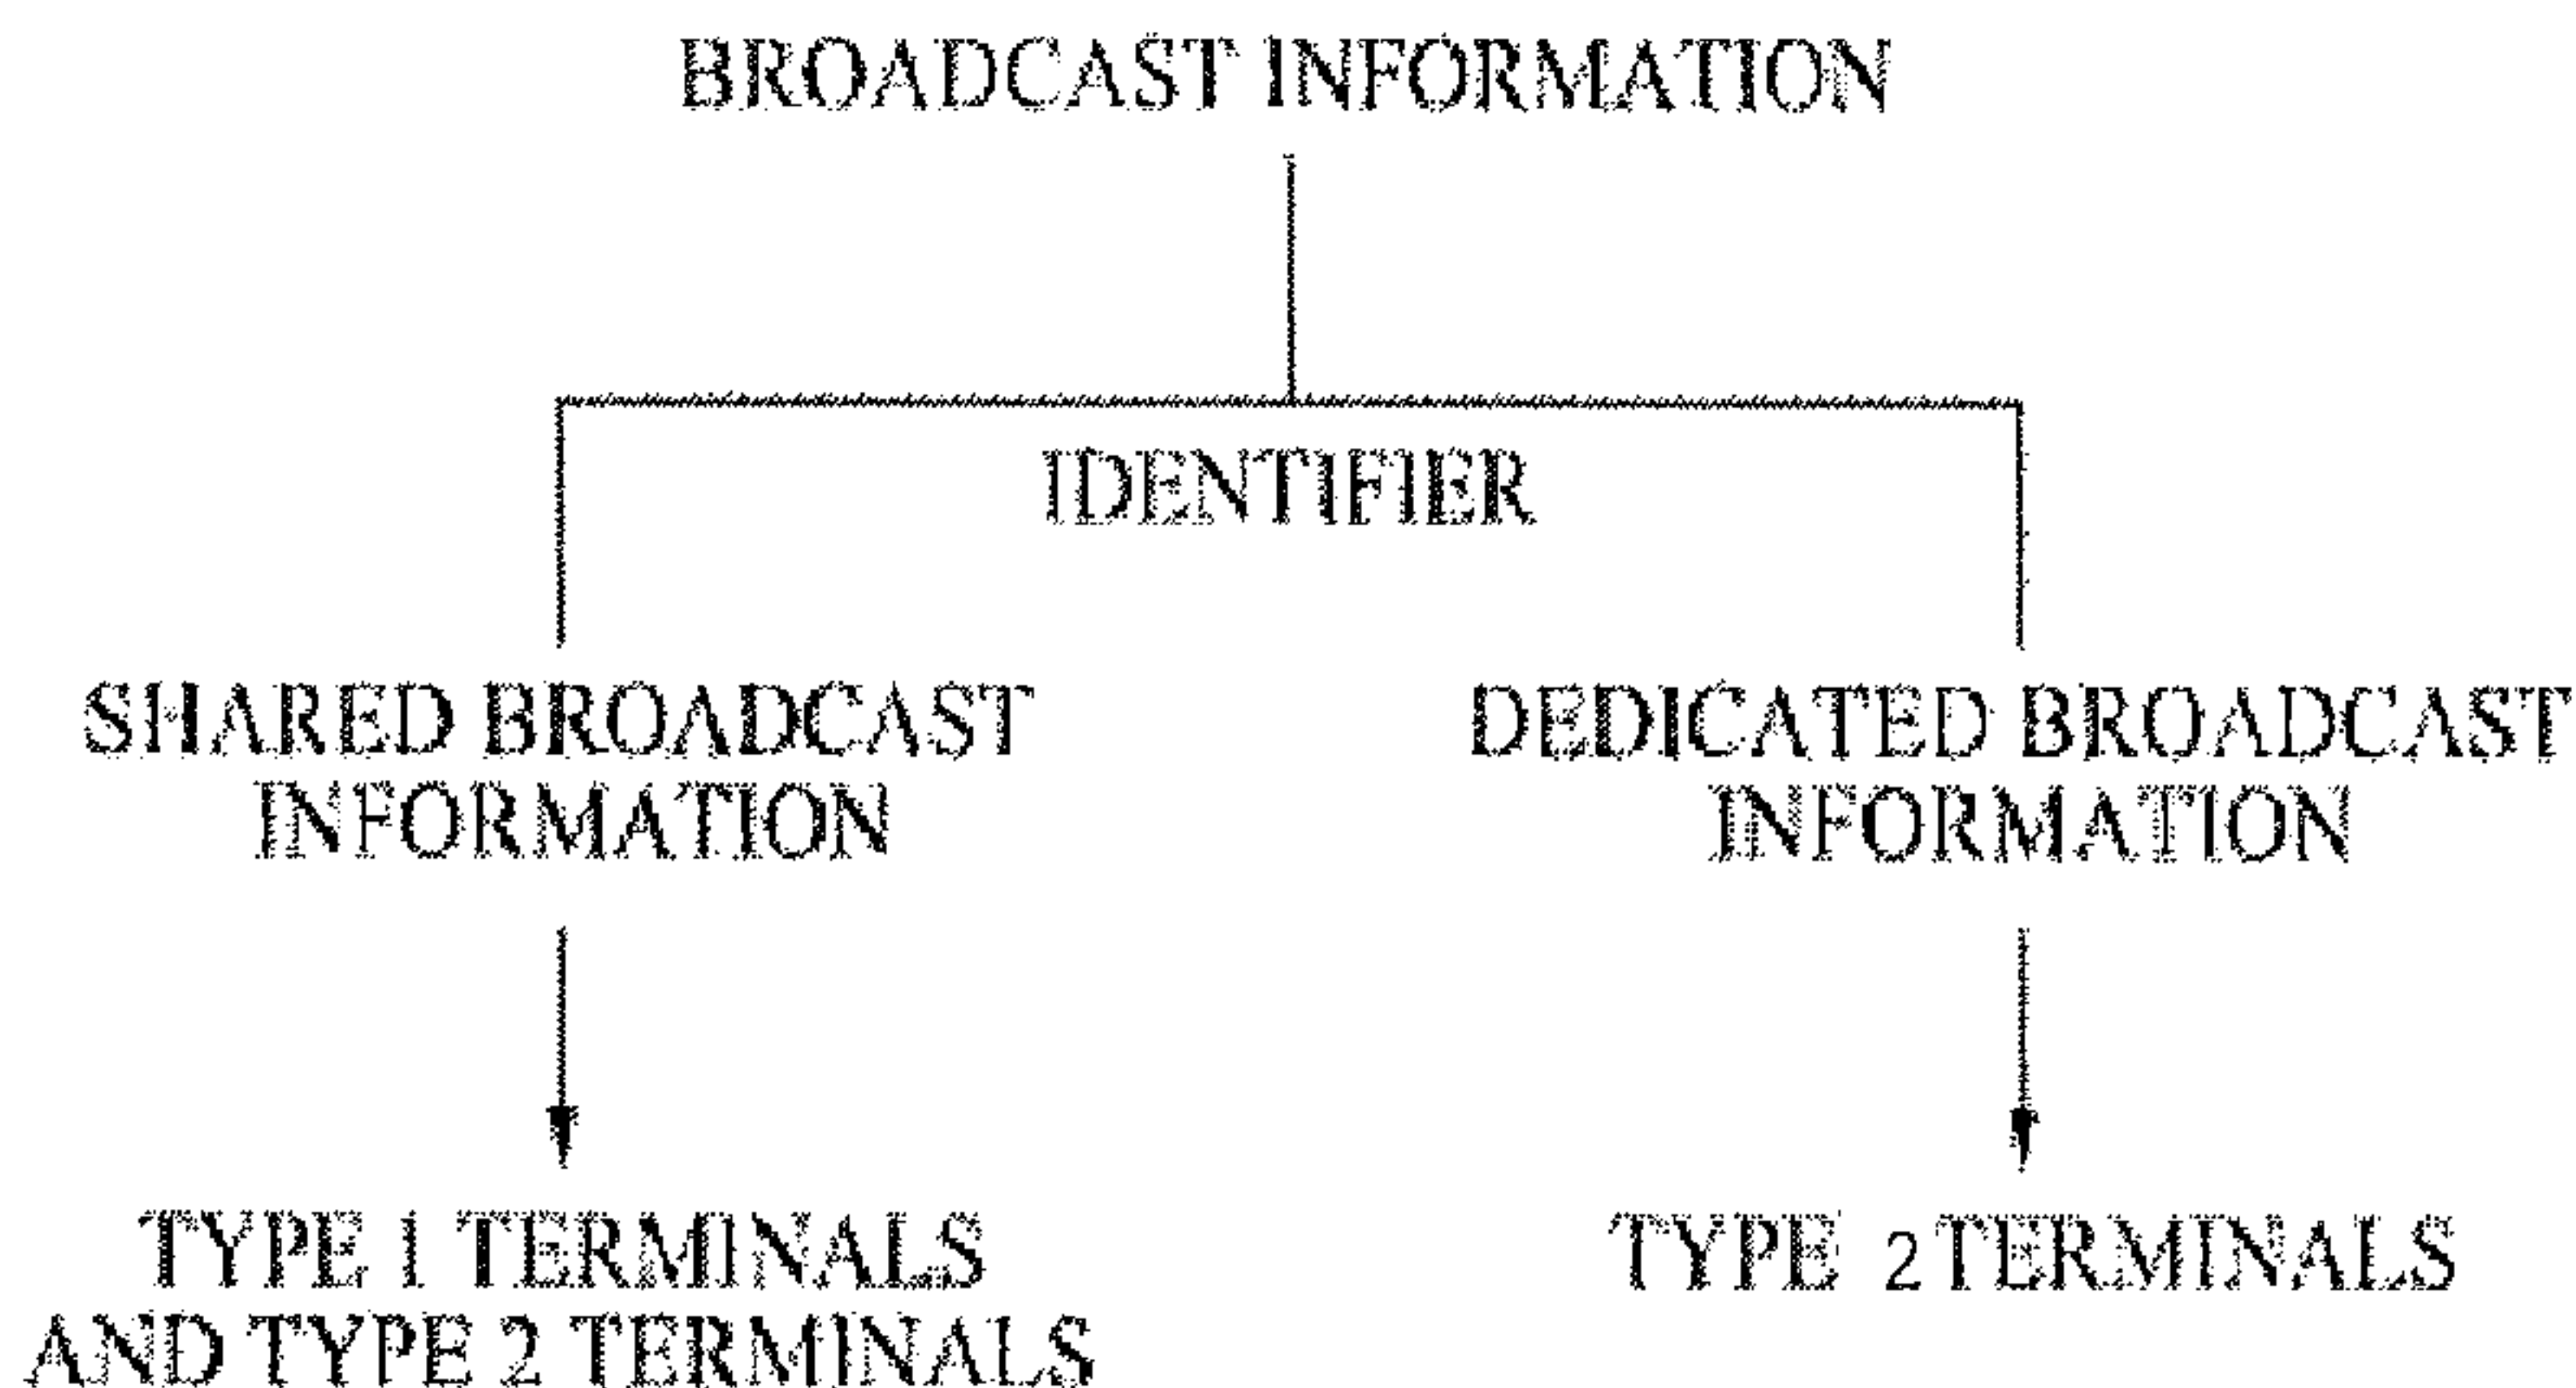 BROADCAST INFORMATION
IDENTIFIER
SHARED BROADCAST
INFORMATION
DEDICATED BROADCAST
INFORMATION
TYPE 1 TERMINALS
AND TYPE 2 TERMINALS
TYPE 2 TERMINALS